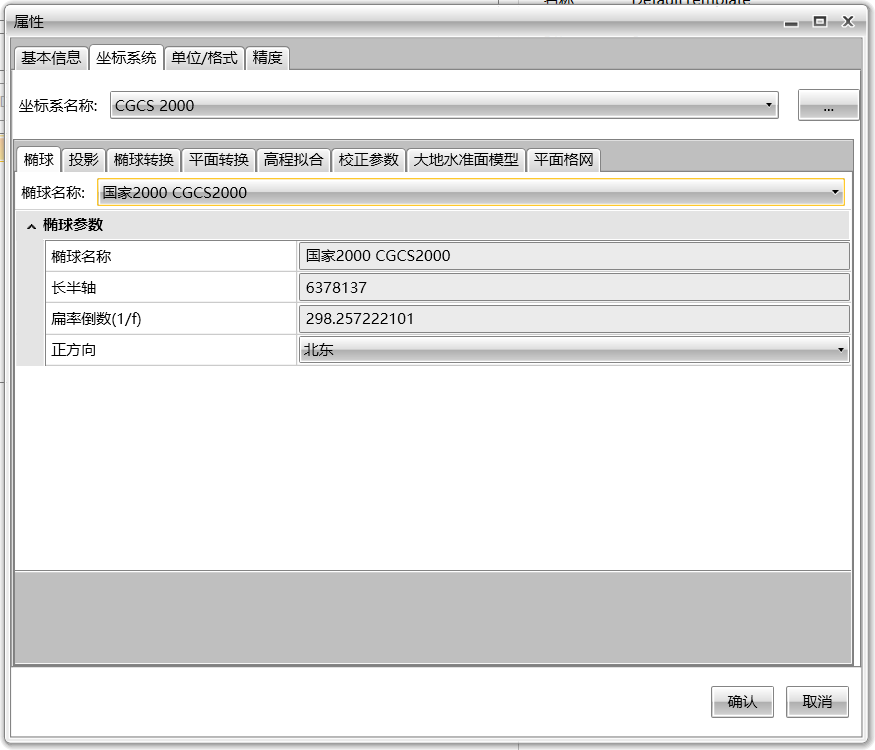 名称 DefaultTemplate
属性
基本信息 坐标系统 单位/格式 精度
坐标系名称: CGCS 2000 ...
椭球 投影 椭球转换 平面转换 高程拟合 校正参数 大地水准面模型 平面格网
椭球名称: 国家2000 CGCS2000
椭球参数
椭球名称 国家2000 CGCS2000
长半轴 6378137
扁率倒数(1/f) 298.257222101
正方向 北东
确认 取消